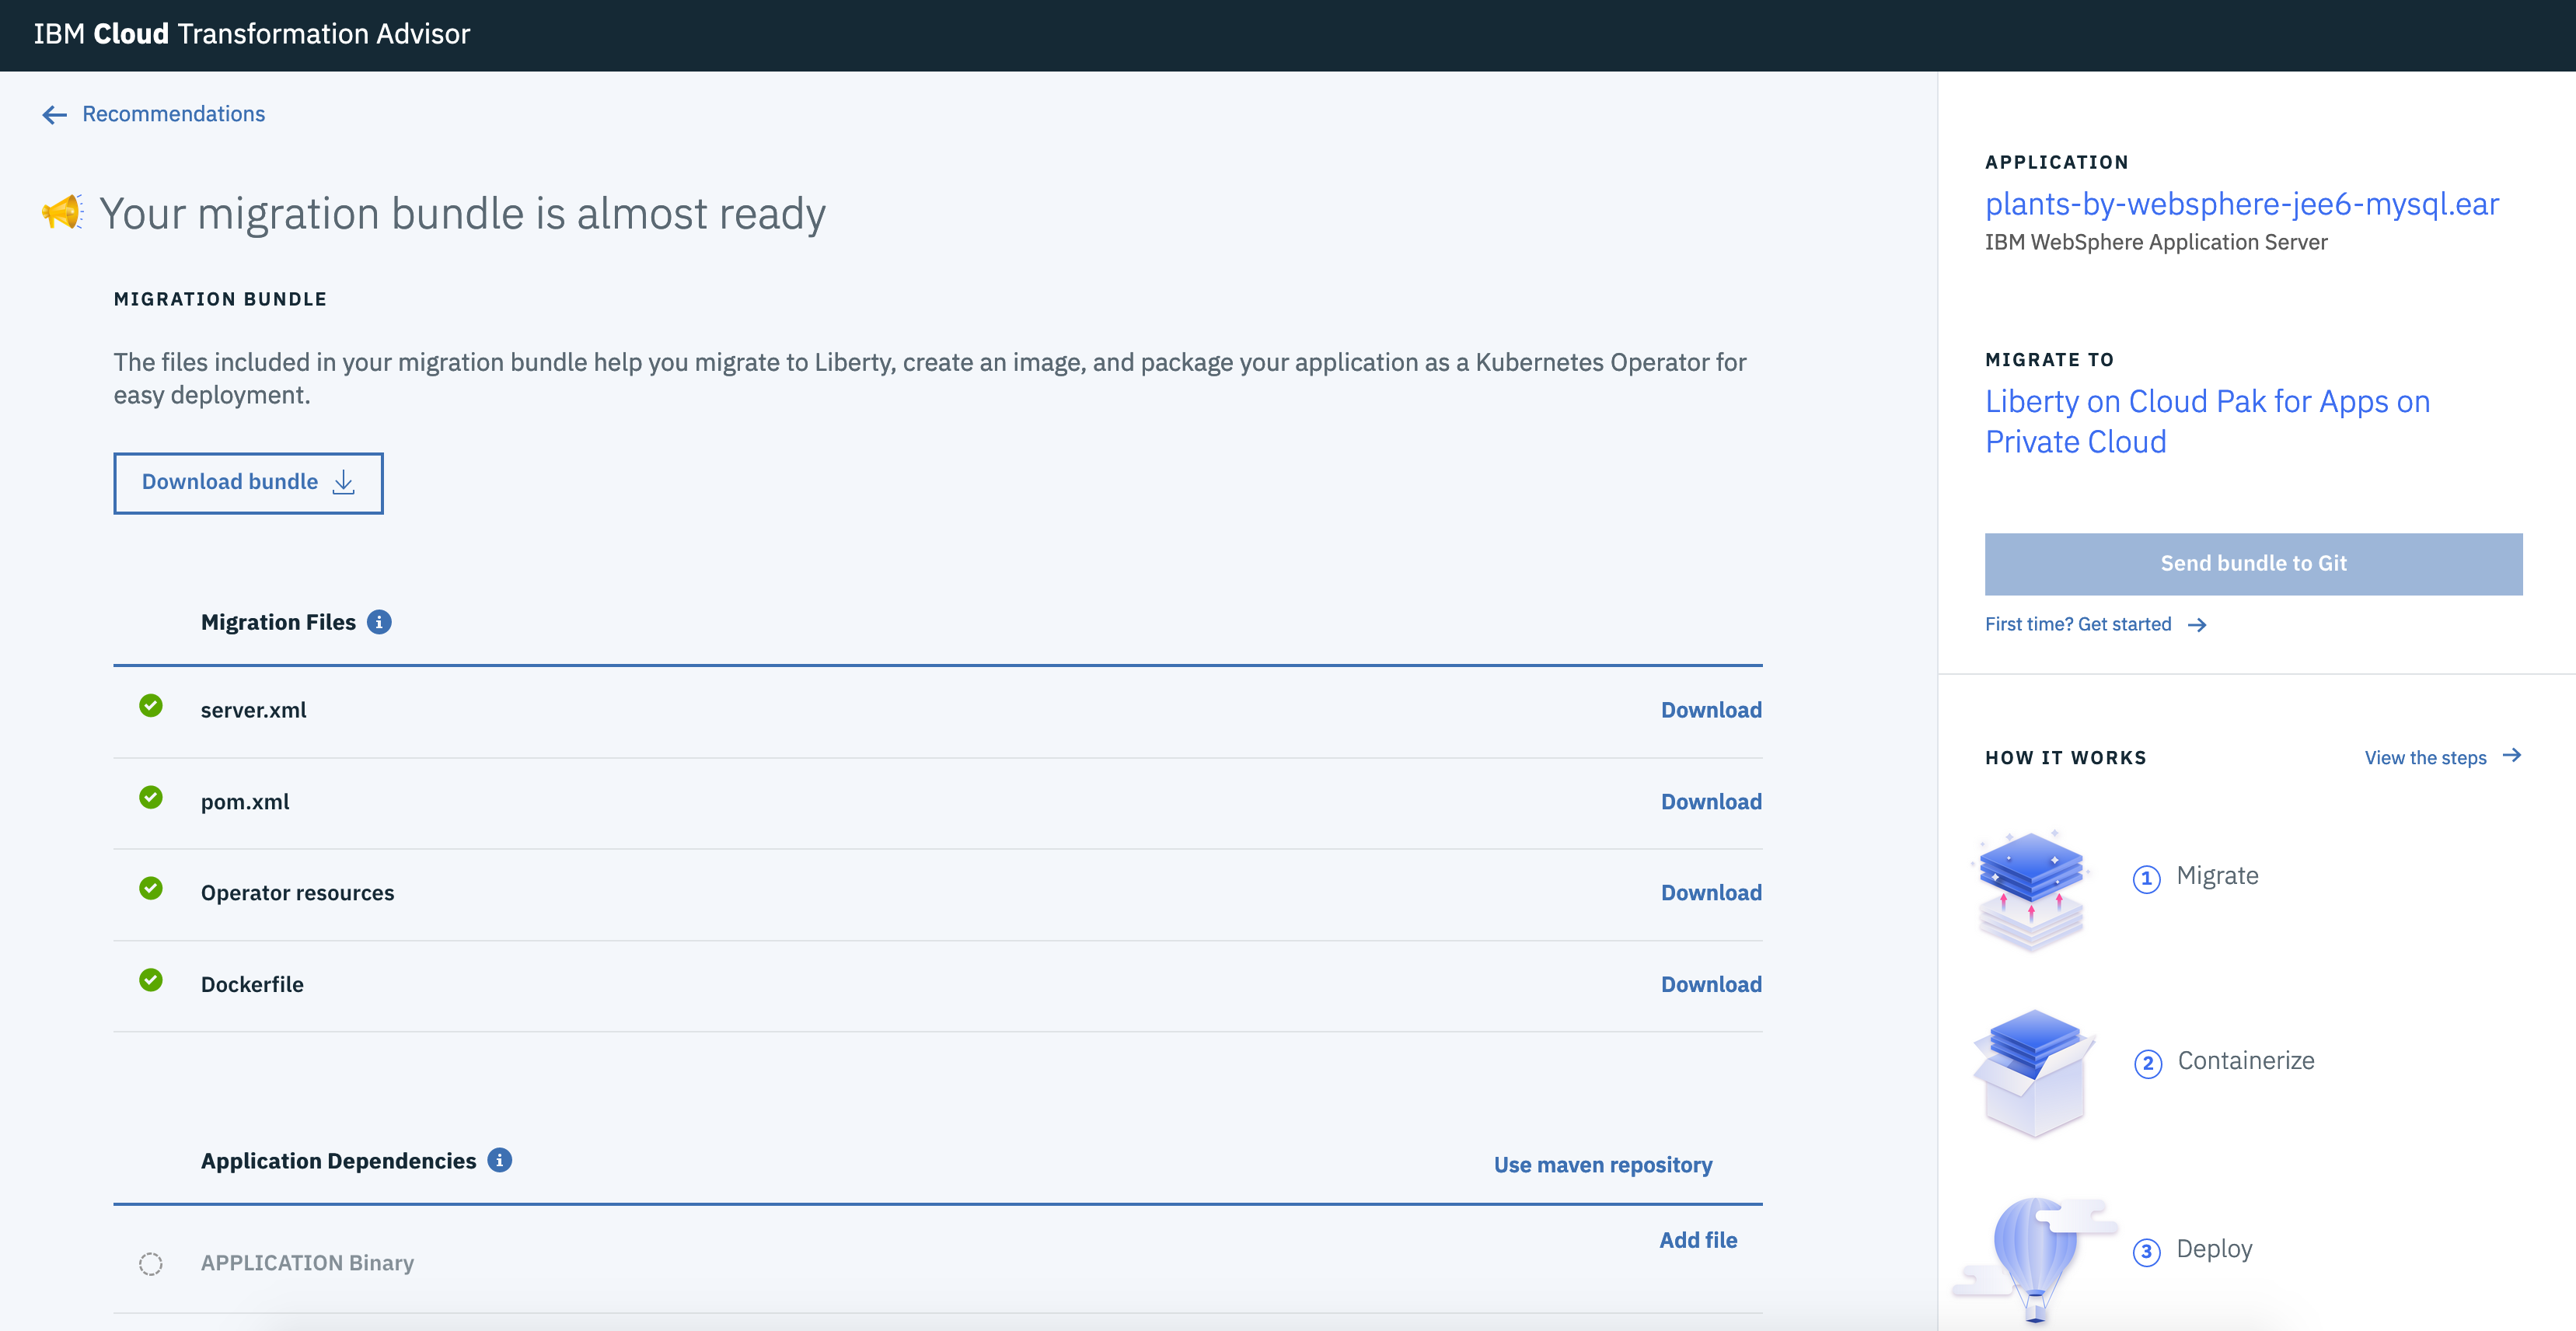 IBM Cloud Transformation Advisor
Recommendations
Your migration bundle is almost ready
MIGRATION BUNDLE
The files included in your migration bundle help you migrate to Liberty, create an image, and package your application as a Kubernetes Operator for
easy deployment.
Download bundle
Migration Files
server.xml Download
pom.xml Download
Operator resources Download
Dockerfile Download
Application Dependencies Use maven repository
APPLICATION Binary Add file
APPLICATION
plants-by-websphere-jee6-mysql.ear
IBM WebSphere Application Server
MIGRATE TO
Liberty on Cloud Pak for Apps on
Private Cloud
Send bundle to Git
First time? Get started
HOW IT WORKS View the steps
1 Migrate
2 Containerize
3 Deploy